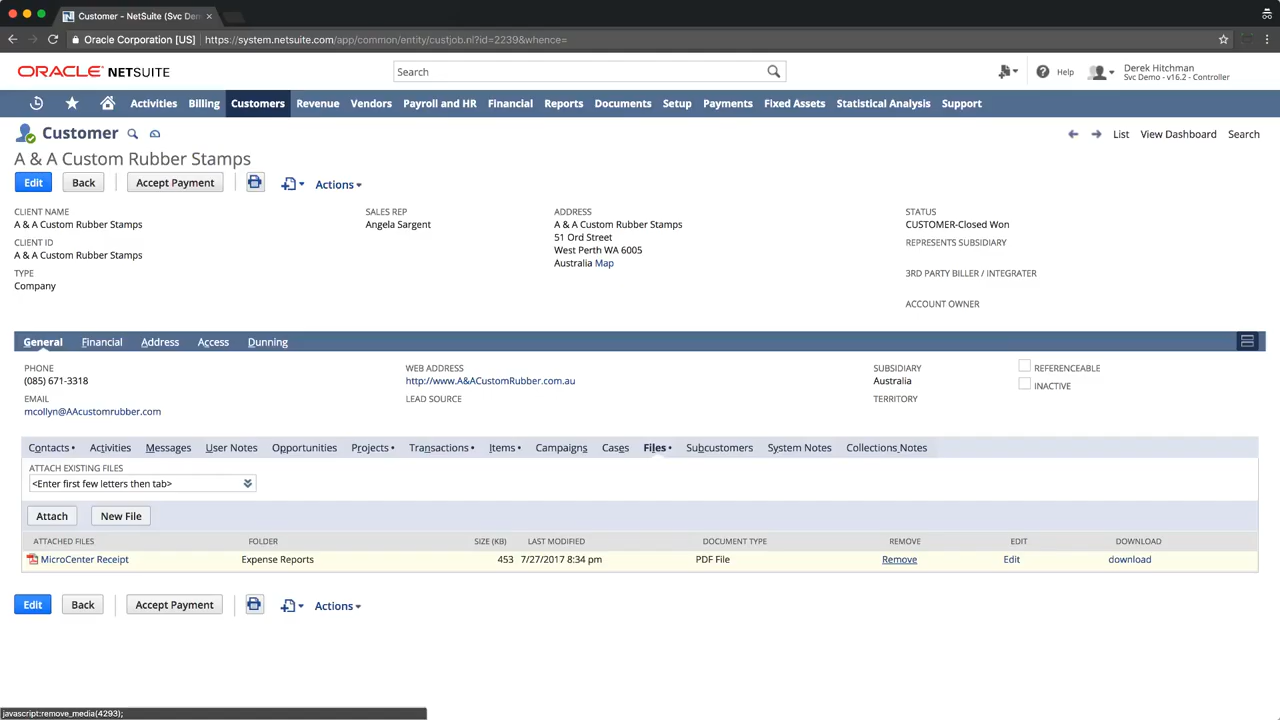 Customer - NetSuite (Svc Dem
Oracle Corporation [US] https://system.netsuite.com/app/common/entity/custjob.nl?id=2239&whence=
ORACLE NETSUITE Search Help Derek Hitchman
Svc Demo - v16.2 - Controller
Activities Billing Customers Revenue Vendors Payroll and HR Financial Reports Documents Setup Payments Fixed Assets Statistical Analysis Support
Customer List View Dashboard Search
A & A Custom Rubber Stamps
Edit Back Accept Payment Actions
CLIENT NAME SALES REP ADDRESS STATUS
A & A Custom Rubber Stamps Angela Sargent A & A Custom Rubber Stamps CUSTOMER-Closed Won
51 Ord Street
CLIENT ID West Perth WA 6005 REPRESENTS SUBSIDIARY
A & A Custom Rubber Stamps Australia Map
TYPE 3RD PARTY BILLER / INTEGRATER
Company
ACCOUNT OWNER
General Financial Address Access Dunning
PHONE WEB ADDRESS SUBSIDIARY REFERENCEABLE
(085) 671-3318 http://www.A&ACustomRubber.com.au Australia INACTIVE
EMAIL LEAD SOURCE TERRITORY
mcollyn@AAcustomrubber.com
Contacts• Activities Messages User Notes Opportunities Projects• Transactions• Items• Campaigns Cases Files• Subcustomers System Notes Collections Notes
ATTACH EXISTING FILES
<Enter first few letters then tab>
Attach New File
ATTACHED FILES FOLDER SIZE (KB) LAST MODIFIED DOCUMENT TYPE REMOVE EDIT DOWNLOAD
MicroCenter Receipt Expense Reports 453 7/27/2017 8:34 pm PDF File Remove Edit download
Edit Back Accept Payment Actions
javascript:remove_media(4293);